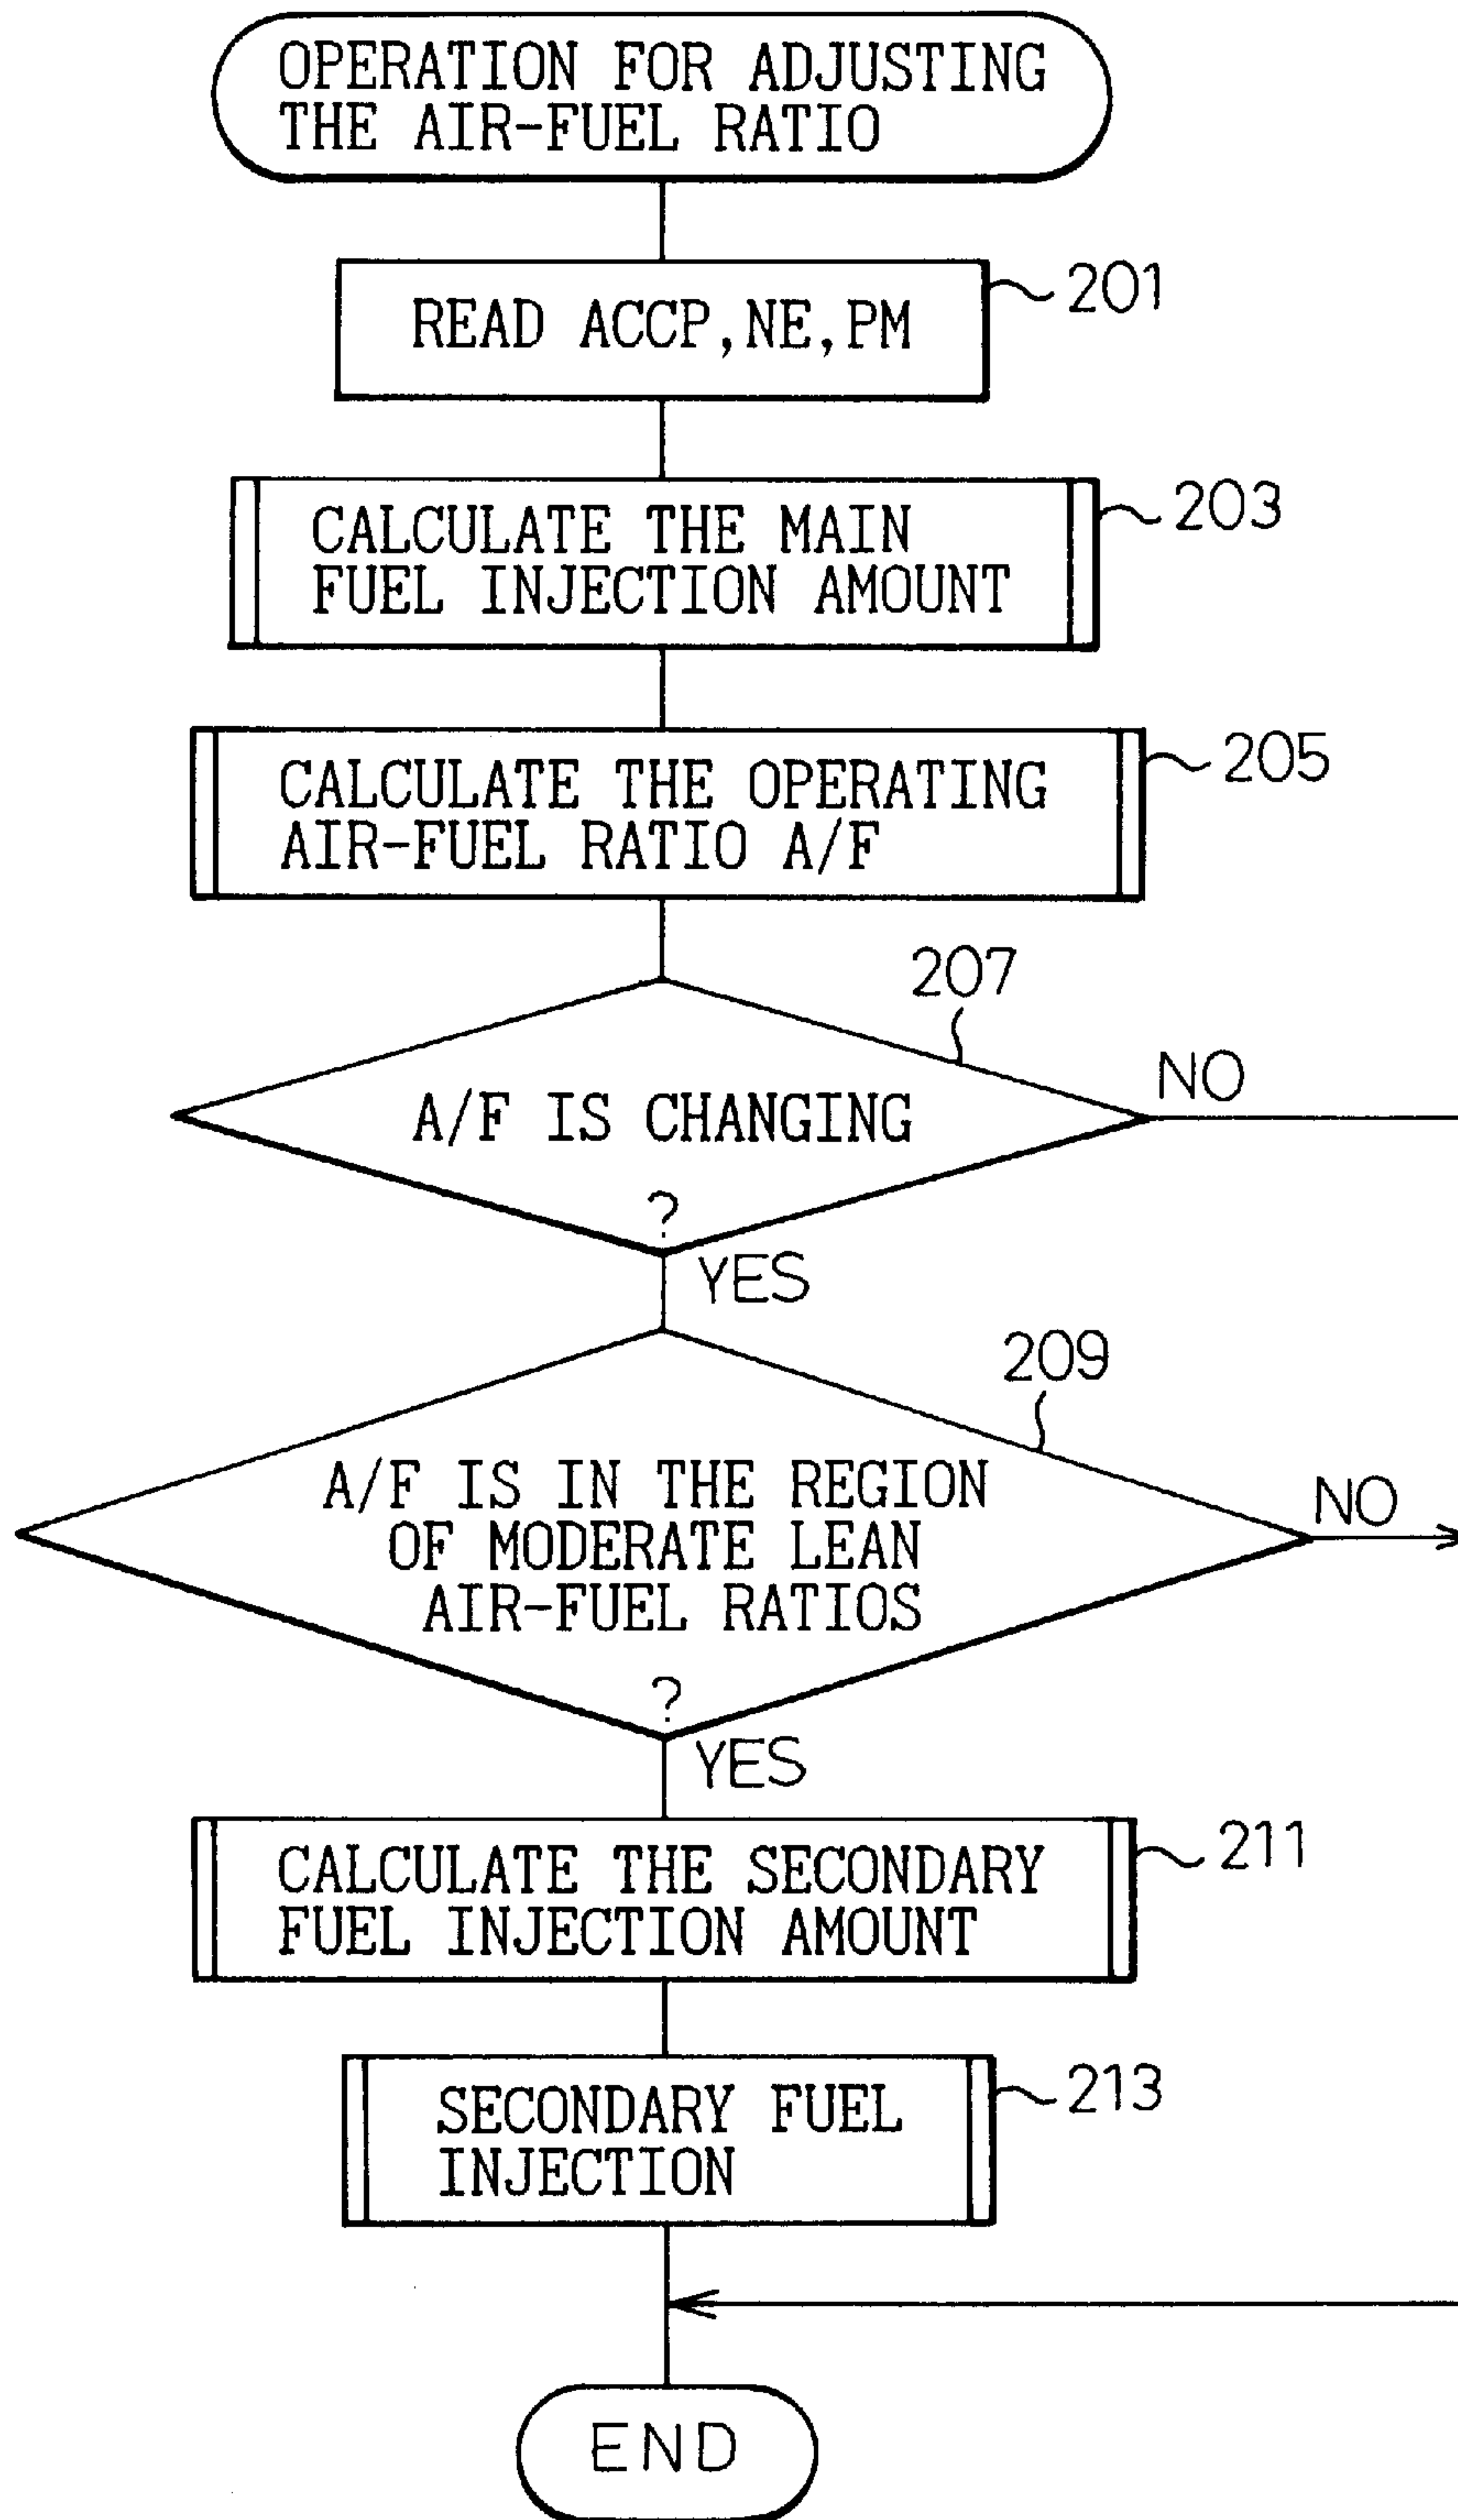 OPERATION FOR ADJUSTING
THE AIR-FUEL RATIO
READ ACCP,NE,PM
201
CALCULATE THE MAIN
FUEL INJECTION AMOUNT
203
CALCULATE THE OPERATING
AIR-FUEL RATIO A/F
205
207
A/F IS CHANGING
?
NO
YES
209
A/F IS IN THE REGION
OF MODERATE LEAN
AIR-FUEL RATIOS
?
NO
YES
CALCULATE THE SECONDARY
FUEL INJECTION AMOUNT
211
SECONDARY FUEL
INJECTION
213
END